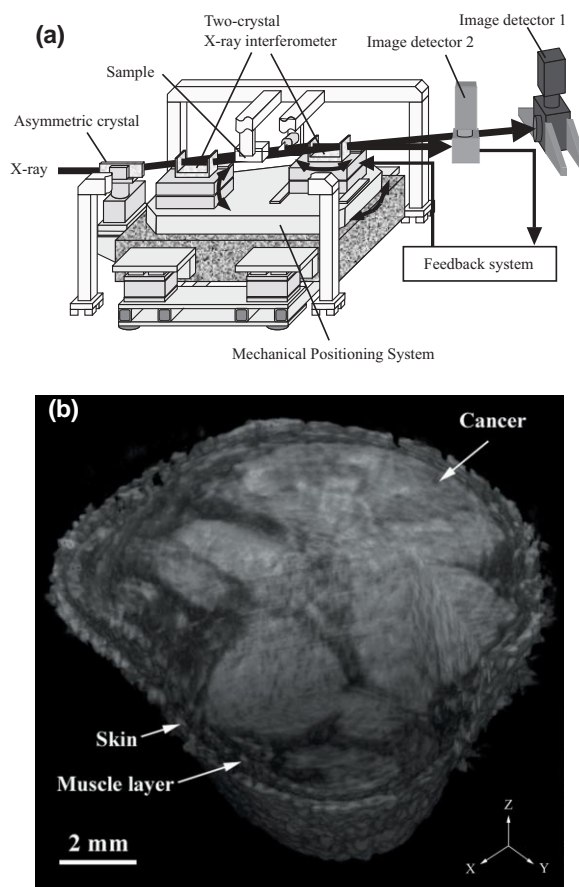 (a)
Two-crystal
X-ray interferometer
Sample
Asymmetric crystal
X-ray
Image detector 2
Image detector 1
Feedback system
Mechanical Positioning System
(b)
Cancer
Skin
Muscle layer
2 mm
Z
X
Y